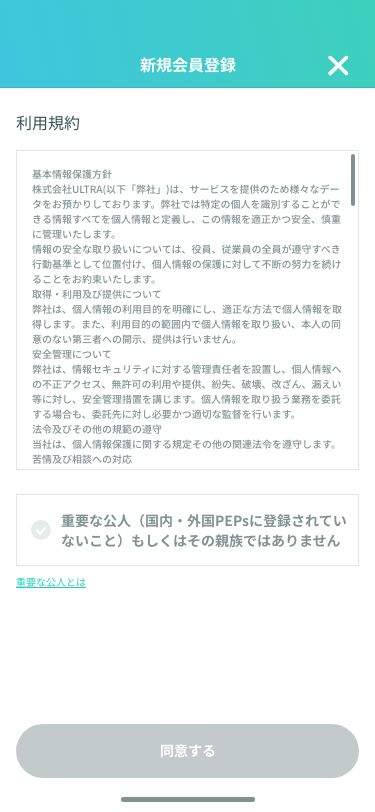 新規会員登録
利用規約
基本情報保護方針
株式会社ULTRA(以下「弊社」)は、サービスを提供のため様々なデー
タをお預かりしております。弊社では特定の個人を識別することがで
きる情報すべてを個人情報と定義し、この情報を適正かつ安全、慎重
に管理いたします。
情報の安全な取り扱いについては、役員、従業員の全員が遵守すべき
行動基準として位置付け、個人情報の保護に対して不断の努力を続け
ることをお約束いたします。
取得・利用及び提供について
弊社は、個人情報の利用目的を明確にし、適正な方法で個人情報を取
得します。また、利用目的の範囲内で個人情報を取り扱い、本人の同
意のない第三者への開示、提供は行いません。
安全管理について
弊社は、情報セキュリティに対する管理責任者を設置し、個人情報へ
の不正アクセス、無許可の利用や提供、紛失、破壊、改ざん、漏えい
等に対し、安全管理措置を講じます。個人情報を取り扱う業務を委託
する場合も、委託先に対し必要かつ適切な監督を行います。
法令及びその他の規範の遵守
当社は、個人情報保護に関する規定その他の関連法令を遵守します。
苦情及び相談への対応
重要な公人（国内・外国PEPsに登録されてい
ないこと）もしくはその親族ではありません
重要な公人とは
同意する